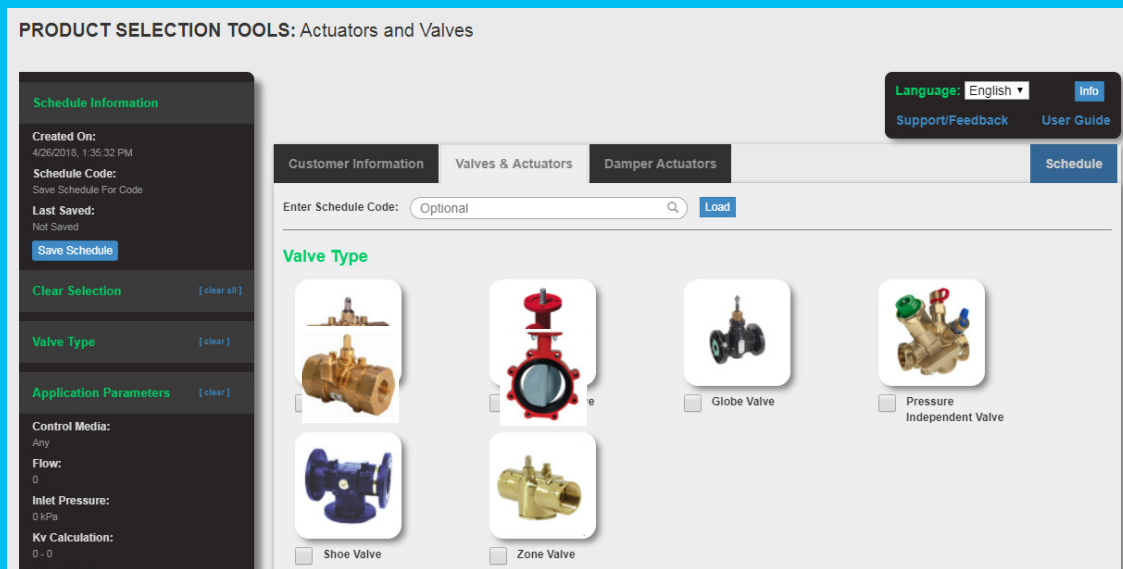 PRODUCT SELECTION TOOLS: Actuators and Valves
Schedule Information
Created On:
4/26/2018, 1:35:32 PM
Schedule Code:
Save Schedule For Code
Last Saved:
Not Saved
Save Schedule
Clear Selection [ clear all ]
Valve Type [ clear ]
Application Parameters [ clear ]
Control Media:
Any
Flow:
0
Inlet Pressure:
0 kPa
Kv Calculation:
0 - 0
Language: English Info
Support/Feedback User Guide
Customer Information Valves & Actuators Damper Actuators Schedule
Enter Schedule Code: Optional Load
Valve Type
Globe Valve
Pressure
Independent Valve
Shoe Valve
Zone Valve